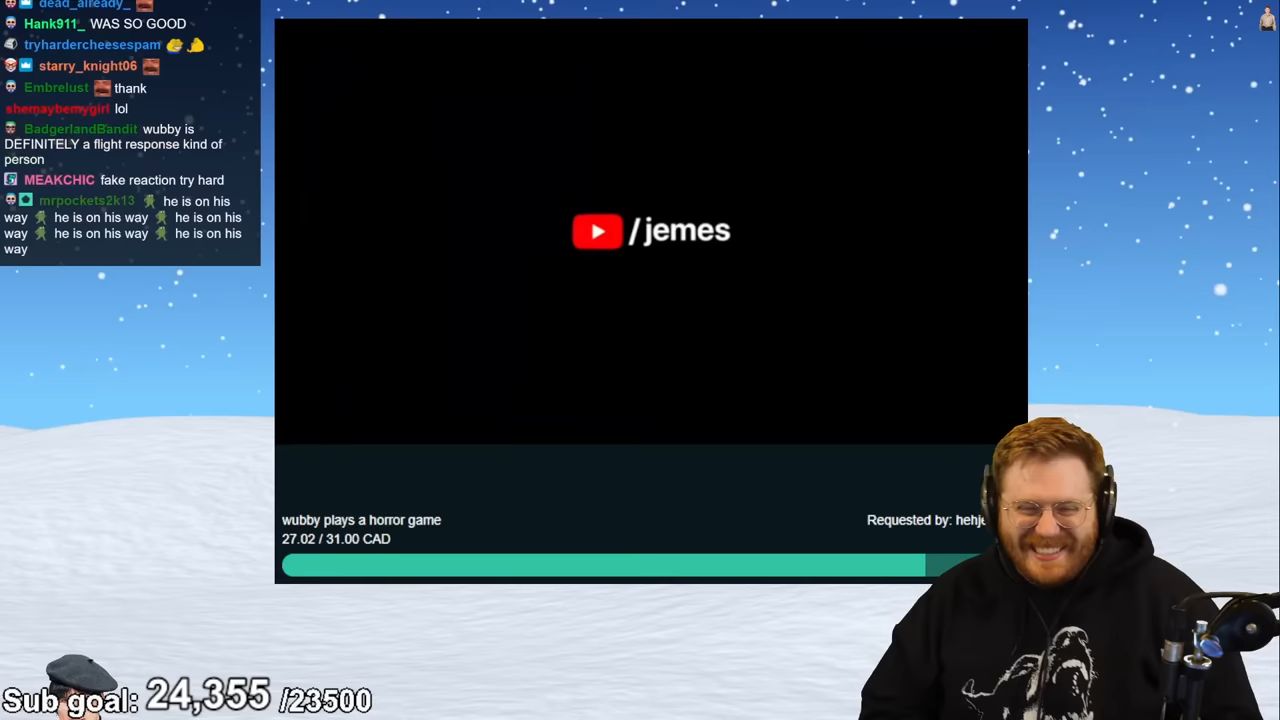 dead_already_
Hank911_ WAS SO GOOD
tryhardercheesespam
starry_knight06
Embrelust thank
shemaybemygirl lol
BadgerlandBandit wubby is
DEFINITELY a flight response kind of
person
MEAKCHIC fake reaction try hard
mrpockets2k13 he is on his
way he is on his way he is on his
way he is on his way he is on his
way
/jemes
wubby plays a horror game
Requested by: hehje
27.02 / 31.00 CAD
Sub goal: 24,355 /23500